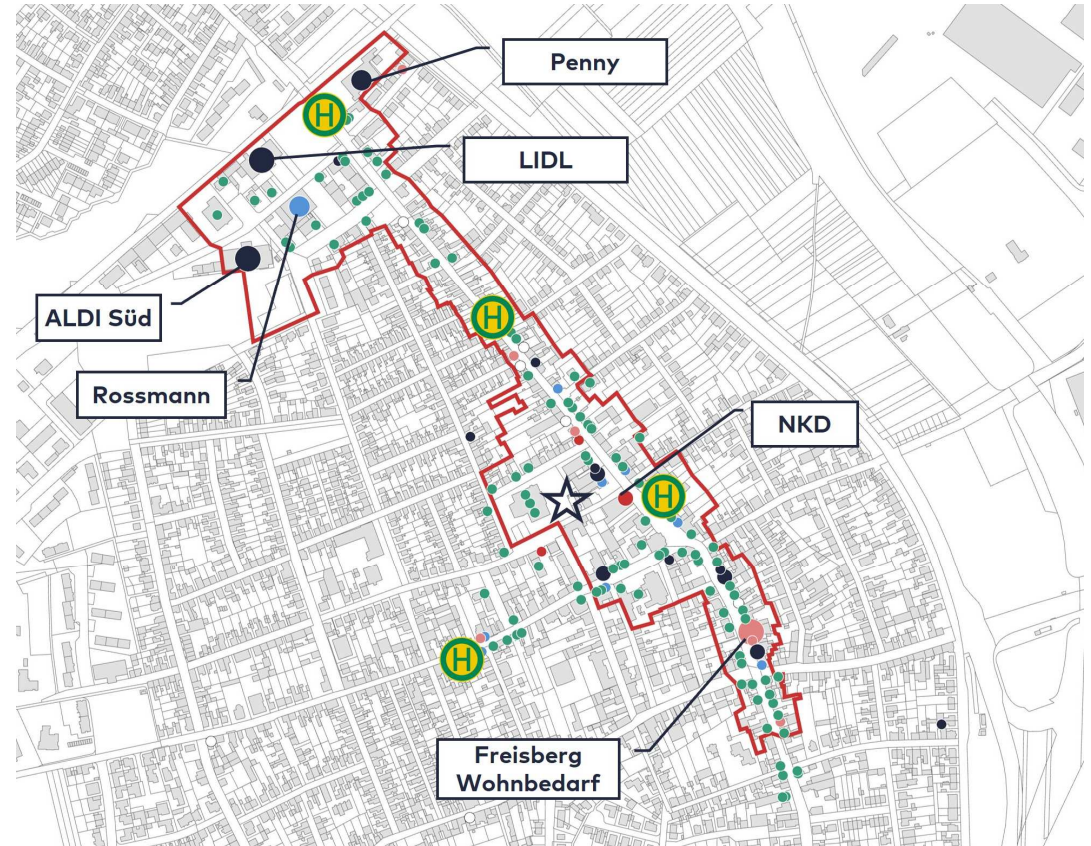 Penny
H
LIDL
ALDI Süd
H
Rossmann
NKD
H
H
Freisberg
Wohnbedarf